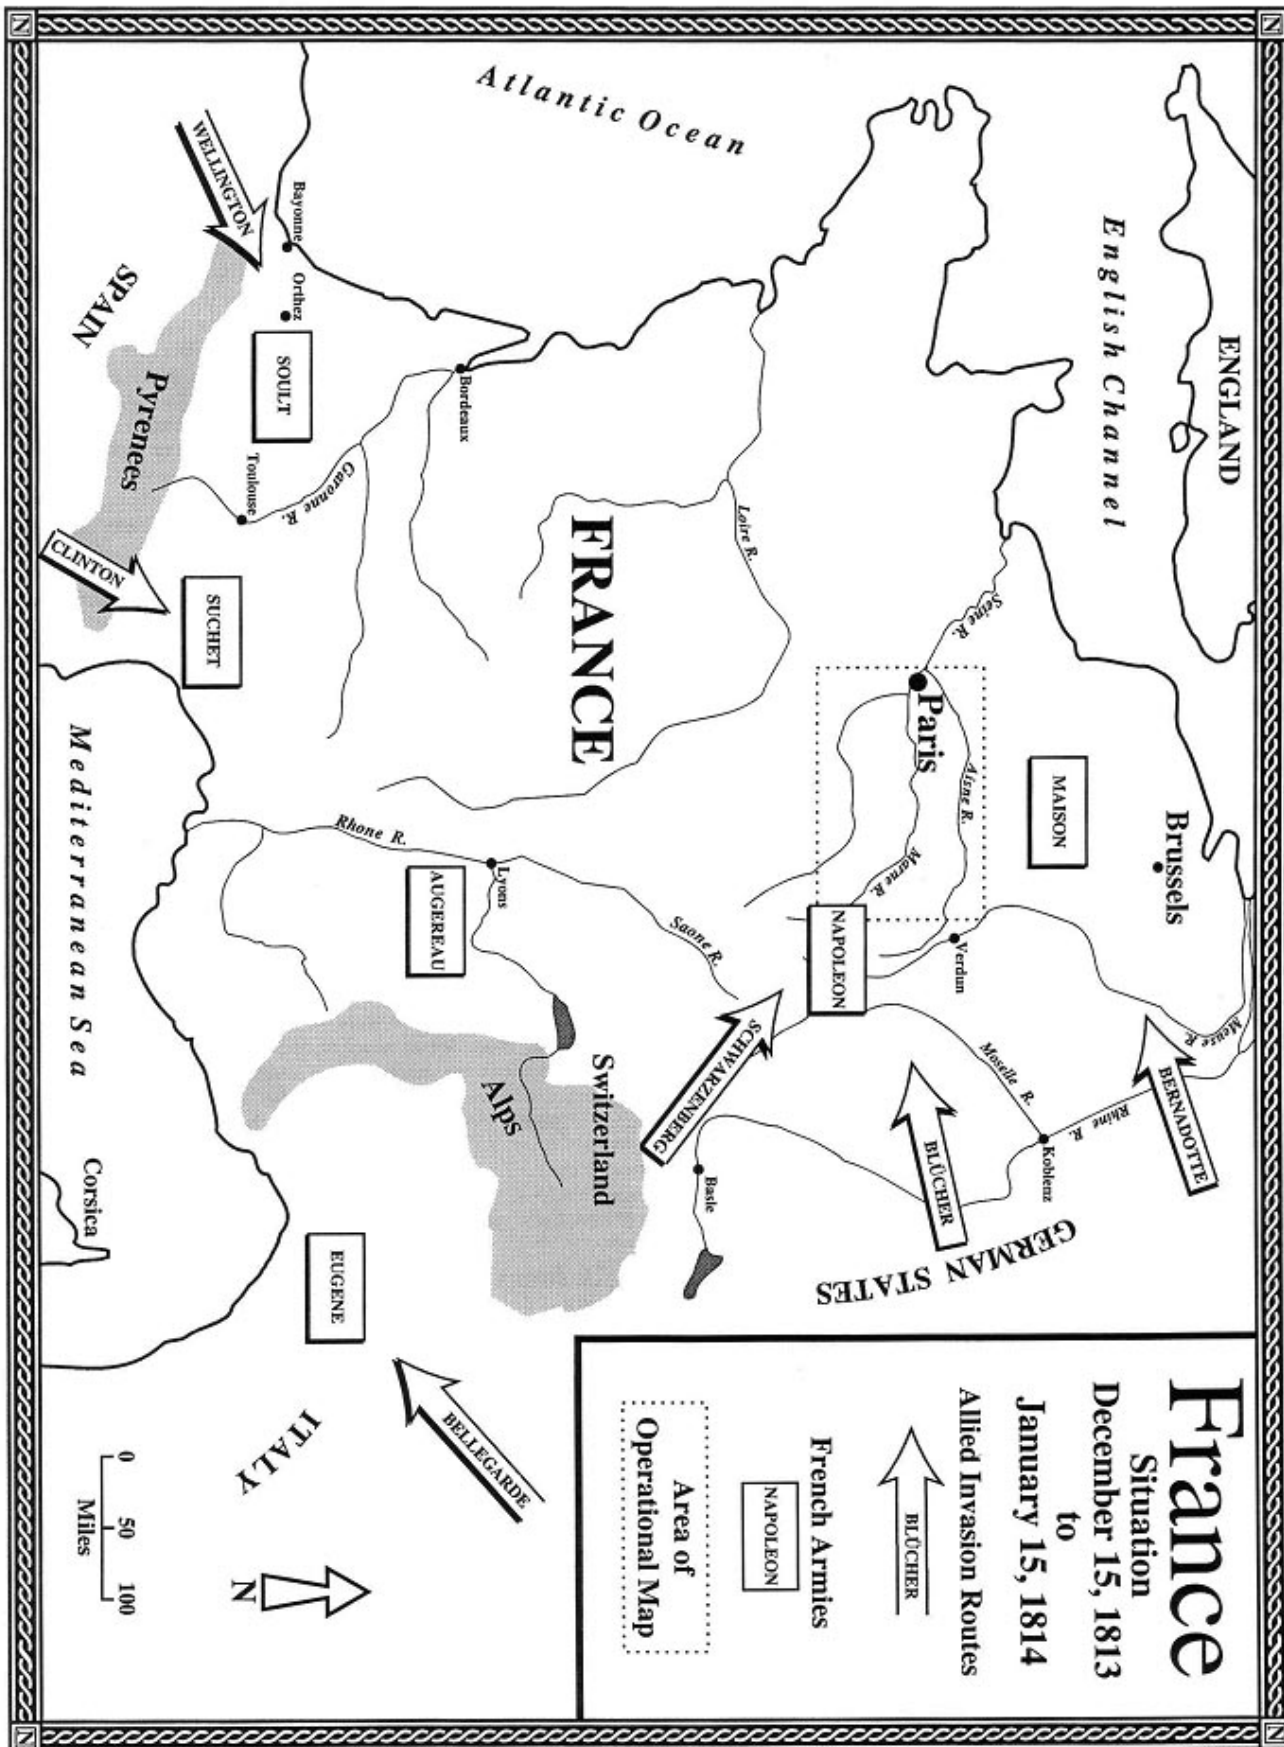 France
Situation
December 15, 1813
to
January 15, 1814
Allied Invasion Routes
BLÜCHER
French Armies
NAPOLEON
Area of
Operational Map
ENGLAND
English Channel
Atlantic Ocean
Brussels
MAISON
Meuse R.
BERNADOTTE
Rhine R.
Koblenz
Moselle R.
Verdun
BLÜCHER
GERMAN STATES
Seine R.
Paris
Aisne R.
Marne R.
NAPOLEON
Loire R.
FRANCE
Saone R.
SCHWARZENBERG
Basle
Switzerland
Alps
Lyons
AUGEREAU
Rhone R.
Bordeaux
Garonne R.
Toulouse
Bayonne
Orthez
SOULT
WELLINGTON
SPAIN
Pyrenees
CLINTON
SUCHET
Mediterranean Sea
Corsica
EUGENE
BELLEGARDE
ITALY
0 50 100
Miles
N
N
N
N
N